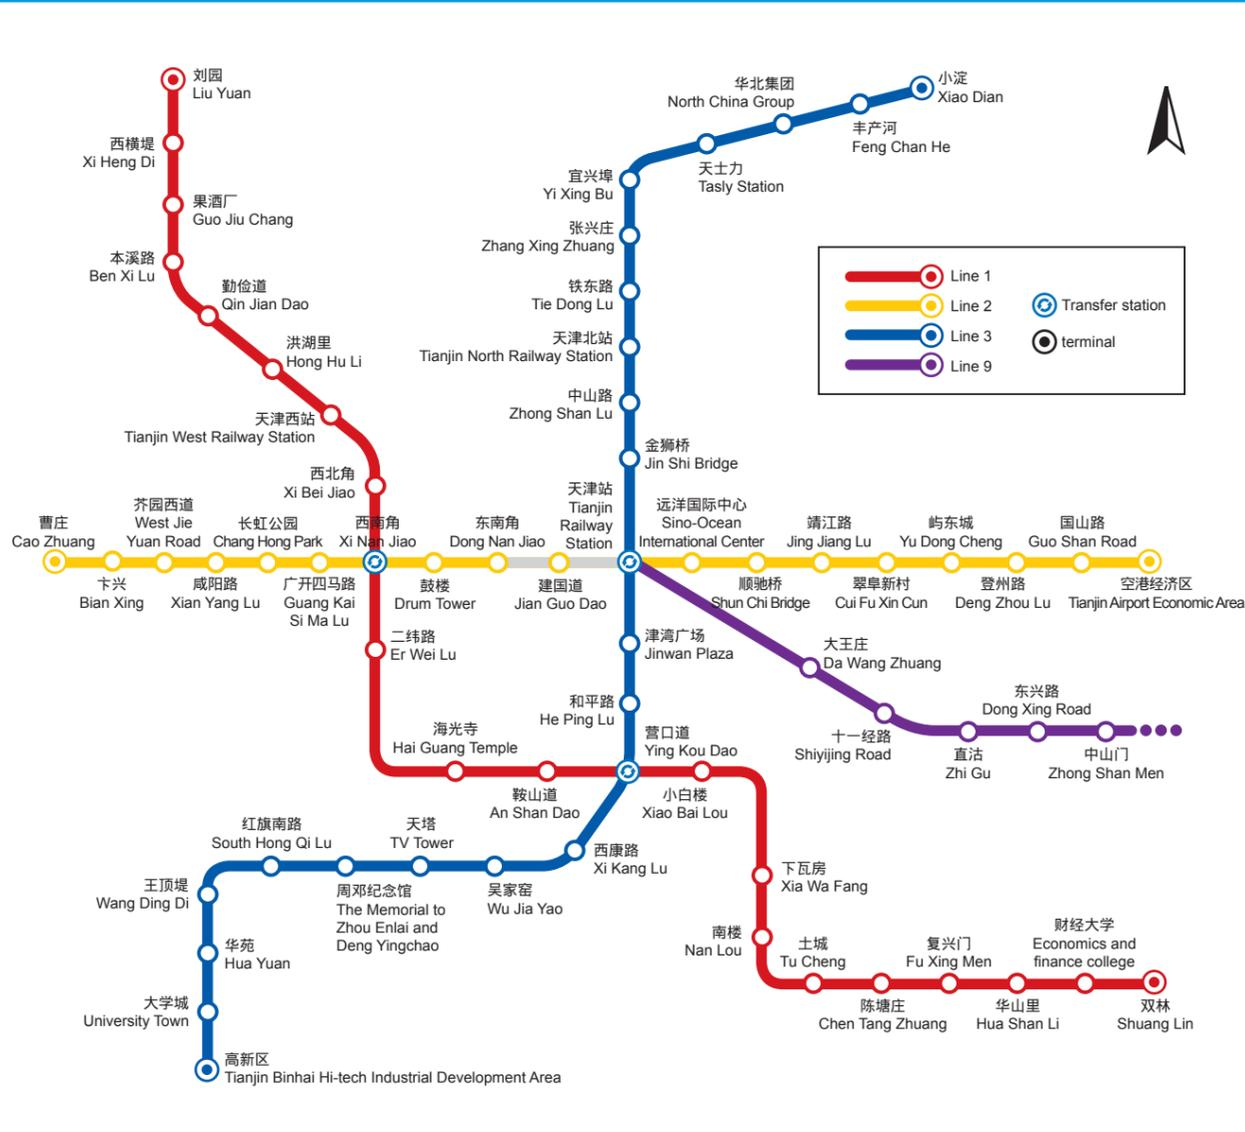 刘园
Liu Yuan
西横堤
Xi Heng Di
果酒厂
Guo Jiu Chang
本溪路
Ben Xi Lu
勤俭道
Qin Jian Dao
洪湖里
Hong Hu Li
天津西站
Tianjin West Railway Station
西北角
Xi Bei Jiao
小淀
Xiao Dian
华北集团
North China Group
丰产河
Feng Chan He
天士力
Tasly Station
宜兴埠
Yi Xing Bu
张兴庄
Zhang Xing Zhuang
铁东路
Tie Dong Lu
天津北站
Tianjin North Railway Station
中山路
Zhong Shan Lu
金狮桥
Jin Shi Bridge
Line 1
Line 2
Line 3
Line 9
Transfer station
terminal
曹庄
Cao Zhuang
卞兴
Bian Xing
芥园西道
West Jie
Yuan Road
咸阳路
Xian Yang Lu
长虹公园
Chang Hong Park
广开四马路
Guang Kai
Si Ma Lu
西南角
Xi Nan Jiao
鼓楼
Drum Tower
东南角
Dong Nan Jiao
建国道
Jian Guo Dao
天津站
Tianjin
Railway
Station
远洋国际中心
Sino-Ocean
International Center
顺驰桥
Shun Chi Bridge
靖江路
Jing Jiang Lu
翠阜新村
Cui Fu Xin Cun
屿东城
Yu Dong Cheng
登州路
Deng Zhou Lu
国山路
Guo Shan Road
空港经济区
Tianjin Airport Economic Area
二纬路
Er Wei Lu
津湾广场
Jinwan Plaza
和平路
He Ping Lu
大王庄
Da Wang Zhuang
十一经路
Shiyijing Road
直沽
Zhi Gu
东兴路
Dong Xing Road
中山门
Zhong Shan Men
海光寺
Hai Guang Temple
鞍山道
An Shan Dao
营口道
Ying Kou Dao
小白楼
Xiao Bai Lou
红旗南路
South Hong Qi Lu
天塔
TV Tower
西康路
Xi Kang Lu
王顶堤
Wang Ding Di
周邓纪念馆
The Memorial to
Zhou Enlai and
Deng Yingchao
吴家窑
Wu Jia Yao
华苑
Hua Yuan
大学城
University Town
高新区
Tianjin Binhai Hi-tech Industrial Development Area
下瓦房
Xia Wa Fang
南楼
Nan Lou
土城
Tu Cheng
陈塘庄
Chen Tang Zhuang
复兴门
Fu Xing Men
华山里
Hua Shan Li
财经大学
Economics and
finance college
双林
Shuang Lin